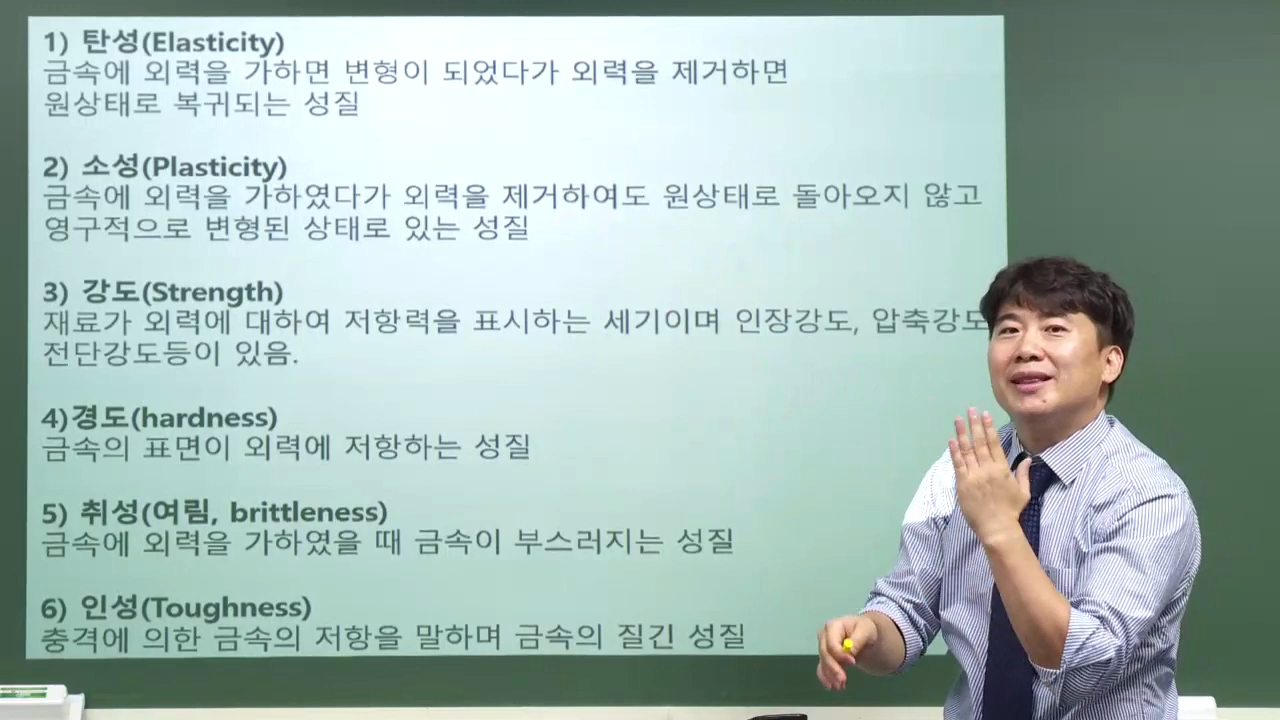 1) 탄성(Elasticity)
금속에 외력을 가하면 변형이 되었다가 외력을 제거하면
원상태로 복귀되는 성질
2) 소성(Plasticity)
금속에 외력을 가하였다가 외력을 제거하여도 원상태로 돌아오지 않고
영구적으로 변형된 상태로 있는 성질
3) 강도(Strength)
재료가 외력에 대하여 저항력을 표시하는 세기이며 인장강도, 압축강도
전단강도등이 있음.
4)경도(hardness)
금속의 표면이 외력에 저항하는 성질
5) 취성(여림, brittleness)
금속에 외력을 가하였을 때 금속이 부스러지는 성질
6) 인성(Toughness)
충격에 의한 금속의 저항을 말하며 금속의 질긴 성질